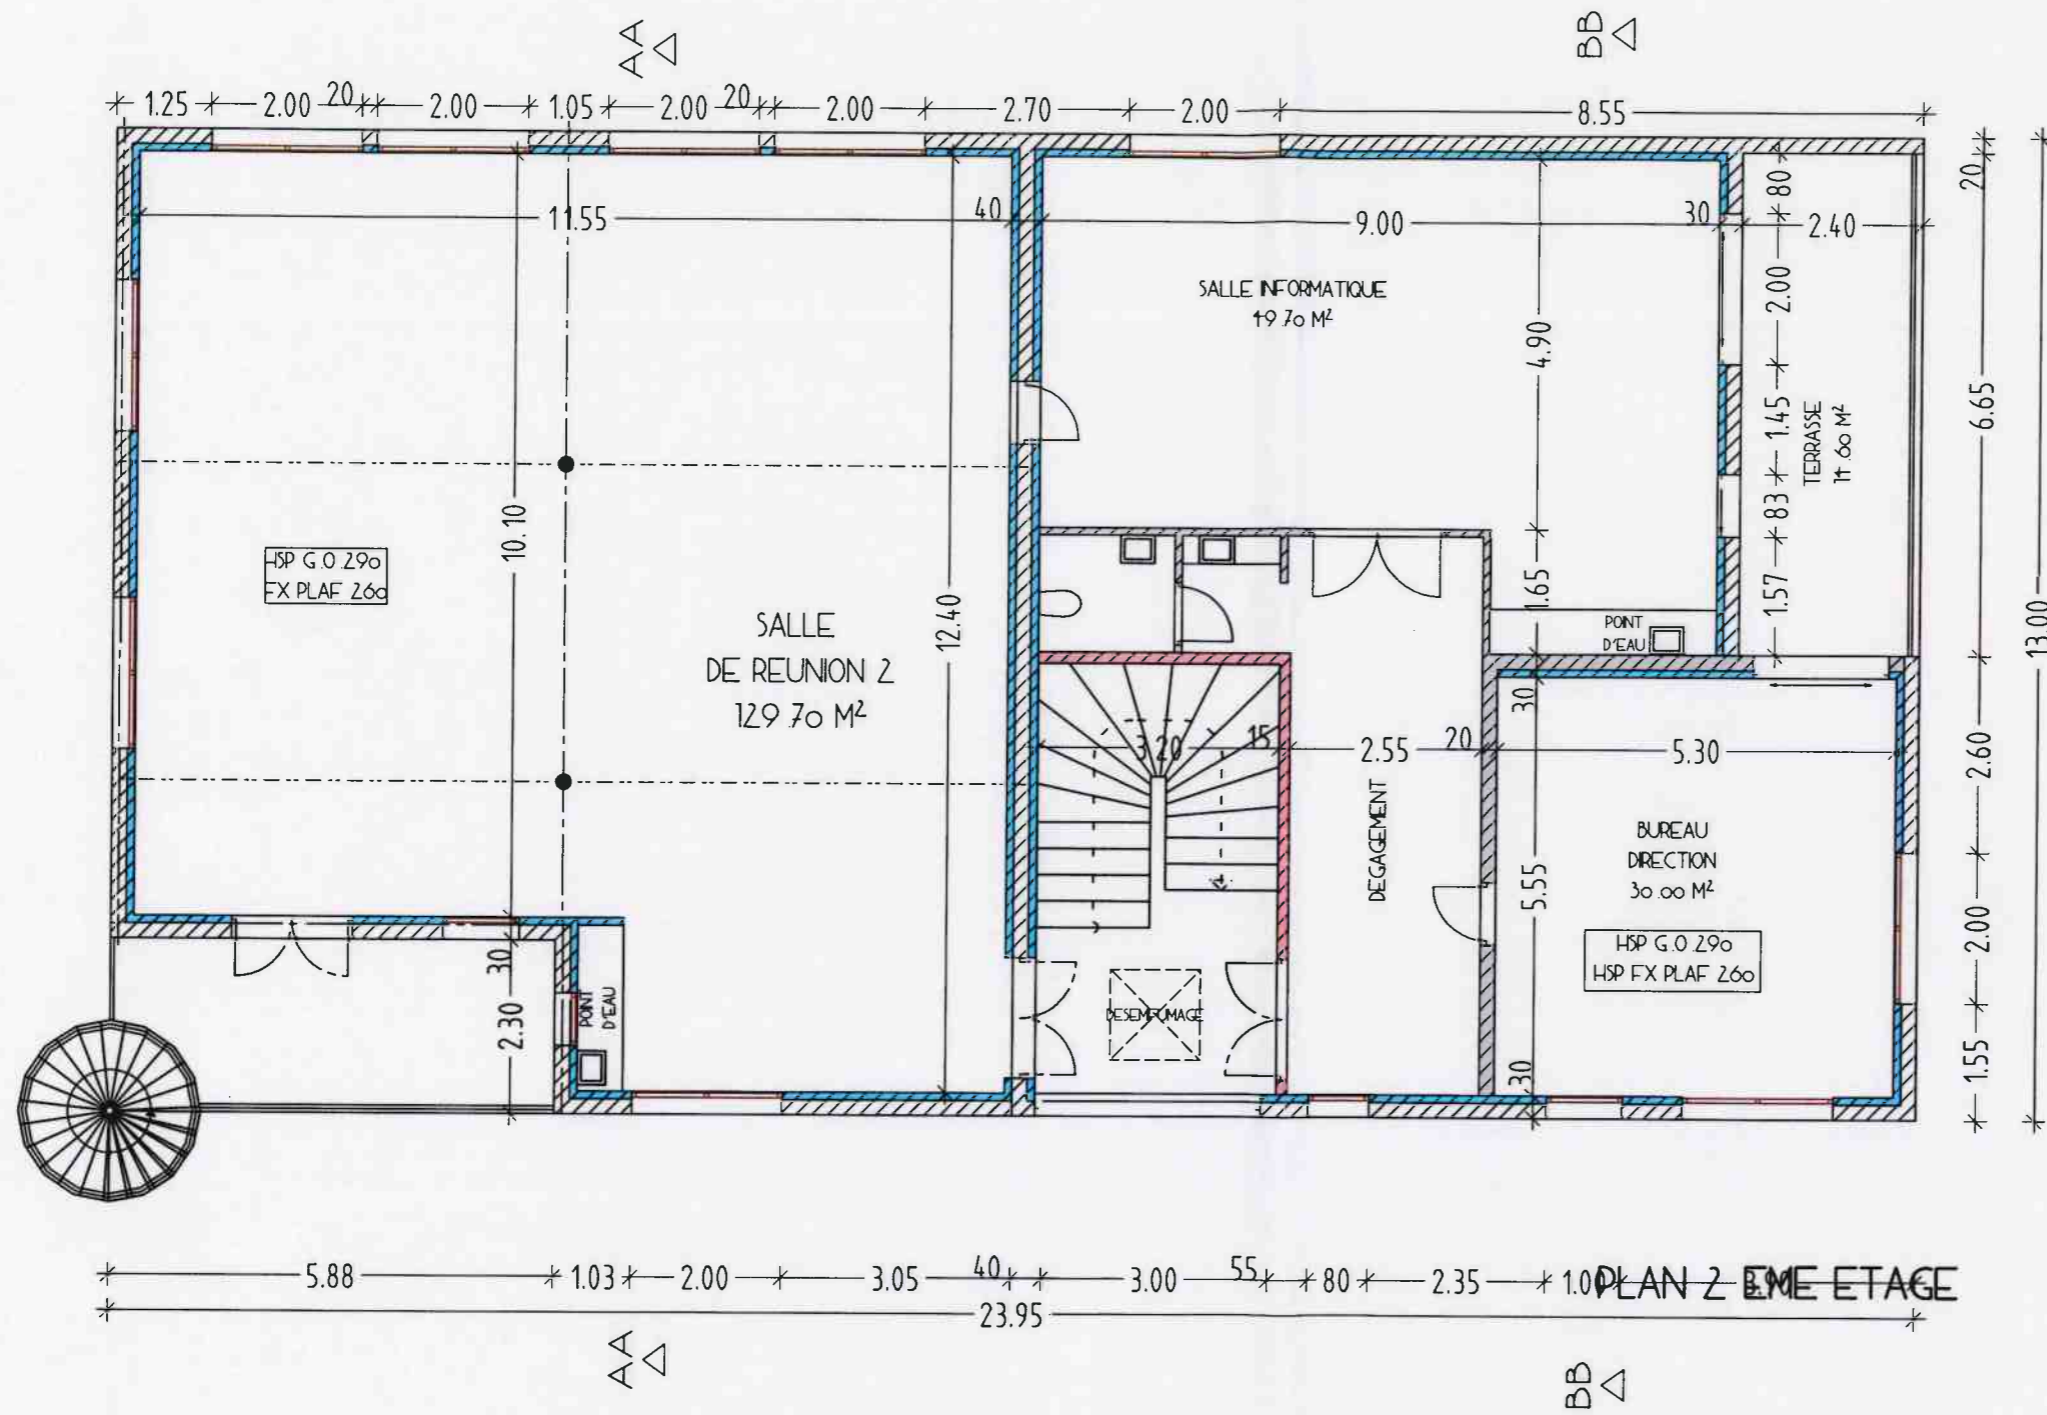 AA
BB
1.25 2.00 20 2.00 1.05 2.00 20 2.00 2.70 2.00 8.55
11.55 40 9.00 30 2.40
80
20
SALLE INFORMATIQUE
49.70 M²
2.00
4.90
1.45
6.65
TERRASSE
14.60 M²
83
10.10
HSP G.O 290
FX PLAF 260
12.40
1.65
1.57
13.00
SALLE
DE REUNION 2
129.70 M²
POINT
D'EAU
30
3.20 15 2.55 20 5.30
2.60
DEGAGEMENT
BUREAU
DIRECTION
30.00 M²
5.55
HSP G.O 290
HSP FX PLAF 260
2.00
30
2.30
POINT
D'EAU
DESENFUMAGE
30
1.55
5.88 1.03 2.00 3.05 40 3.00 55 80 2.35 1.00
PLAN 2 EME ETAGE
23.95
AA
BB